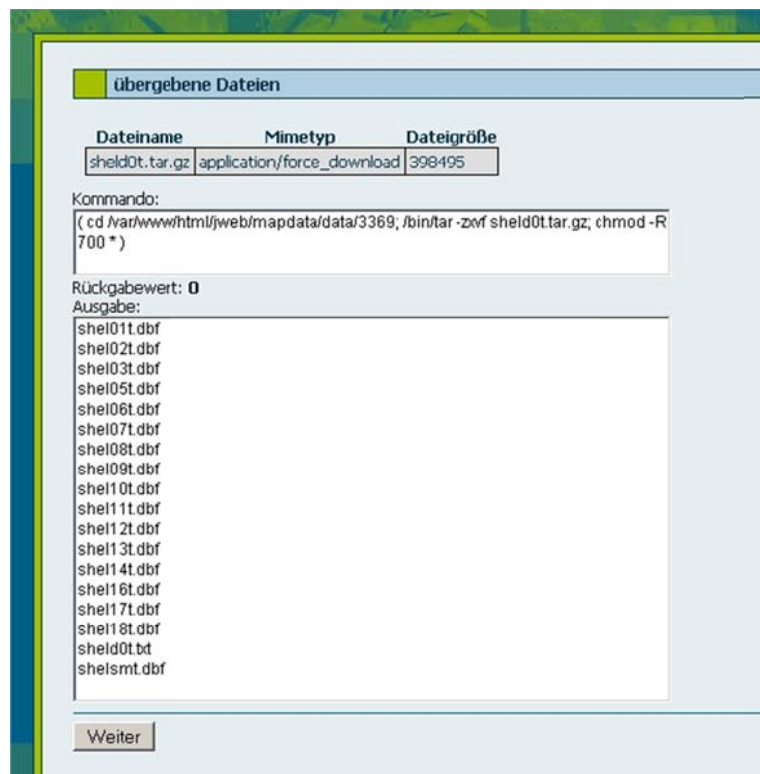 übergebene Dateien
Dateiname Mimetyp Dateigröße
sheld0t.tar.gz application/force_download 398495
Kommando:
( cd /var/www/html/jweb/mapdata/data/3369; /bin/tar -zxvf sheld0t.tar.gz; chmod -R
700 * )
Rückgabewert: 0
Ausgabe:
shel01t.dbf
shel02t.dbf
shel03t.dbf
shel05t.dbf
shel06t.dbf
shel07t.dbf
shel08t.dbf
shel09t.dbf
shel10t.dbf
shel11t.dbf
shel12t.dbf
shel13t.dbf
shel14t.dbf
shel16t.dbf
shel17t.dbf
shel18t.dbf
sheld0t.txt
shelsmt.dbf
Weiter